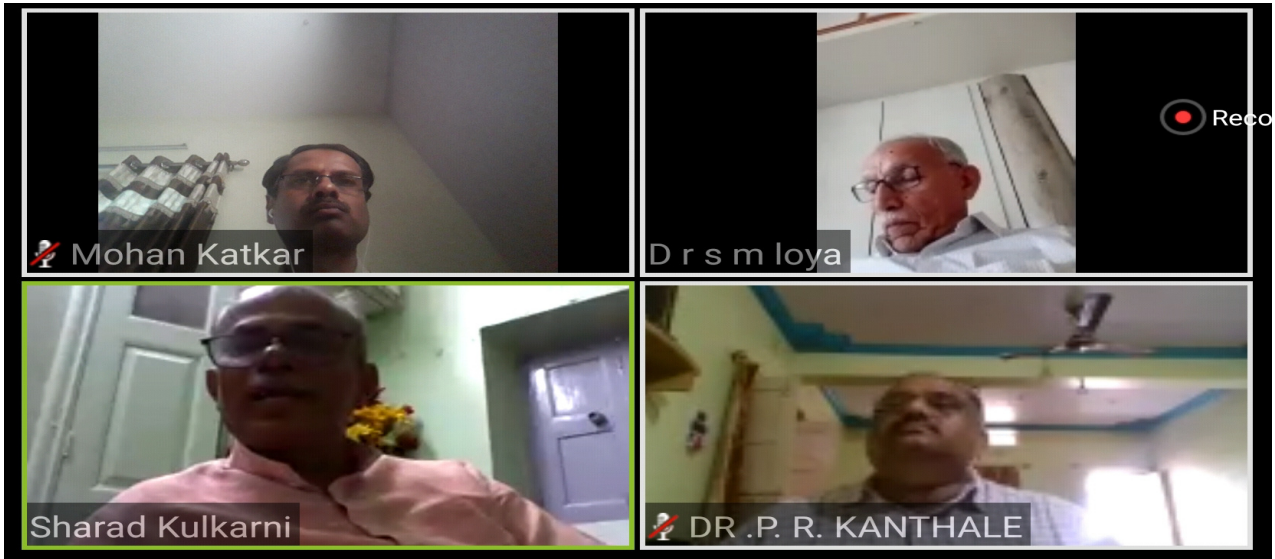 Reco
Mohan Katkar
D r s m loya
Sharad Kulkarni
DR .P. R. KANTHALE